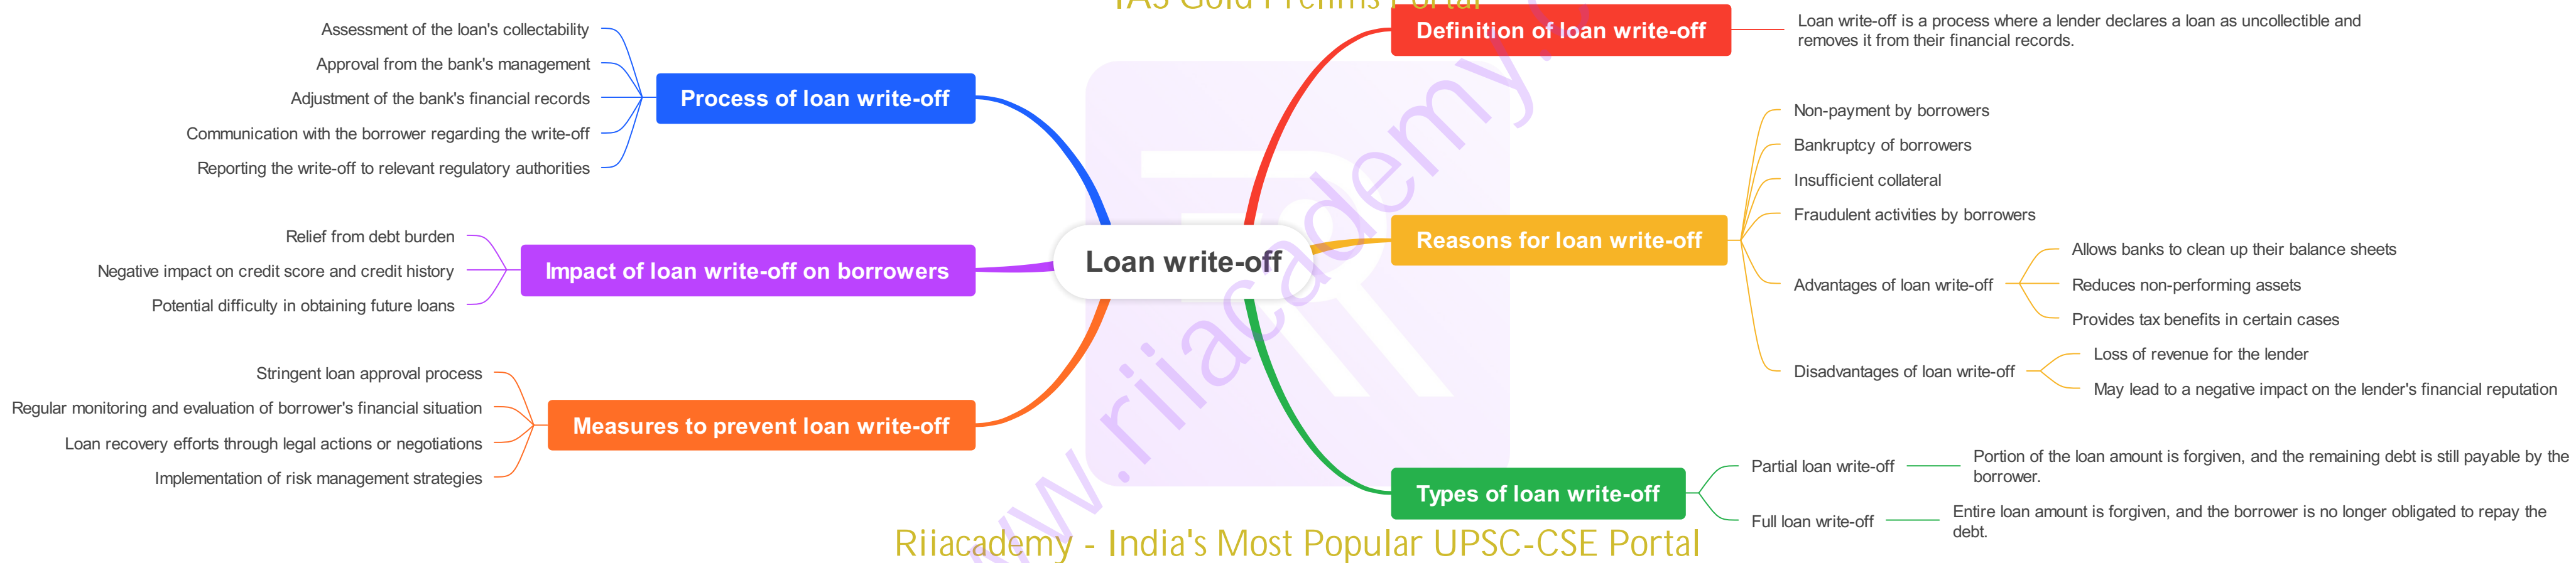 IAS Gold Prelims Portal
Loan write-off
Definition of loan write-off
Loan write-off is a process where a lender declares a loan as uncollectible and
removes it from their financial records.
Reasons for loan write-off
Non-payment by borrowers
Bankruptcy of borrowers
Insufficient collateral
Fraudulent activities by borrowers
Advantages of loan write-off
Allows banks to clean up their balance sheets
Reduces non-performing assets
Provides tax benefits in certain cases
Disadvantages of loan write-off
Loss of revenue for the lender
May lead to a negative impact on the lender's financial reputation
Types of loan write-off
Partial loan write-off
Portion of the loan amount is forgiven, and the remaining debt is still payable by the
borrower.
Full loan write-off
Entire loan amount is forgiven, and the borrower is no longer obligated to repay the
debt.
Process of loan write-off
Assessment of the loan's collectability
Approval from the bank's management
Adjustment of the bank's financial records
Communication with the borrower regarding the write-off
Reporting the write-off to relevant regulatory authorities
Impact of loan write-off on borrowers
Relief from debt burden
Negative impact on credit score and credit history
Potential difficulty in obtaining future loans
Measures to prevent loan write-off
Stringent loan approval process
Regular monitoring and evaluation of borrower's financial situation
Loan recovery efforts through legal actions or negotiations
Implementation of risk management strategies
www.riiacademy.c
Riiacademy - India's Most Popular UPSC-CSE Portal